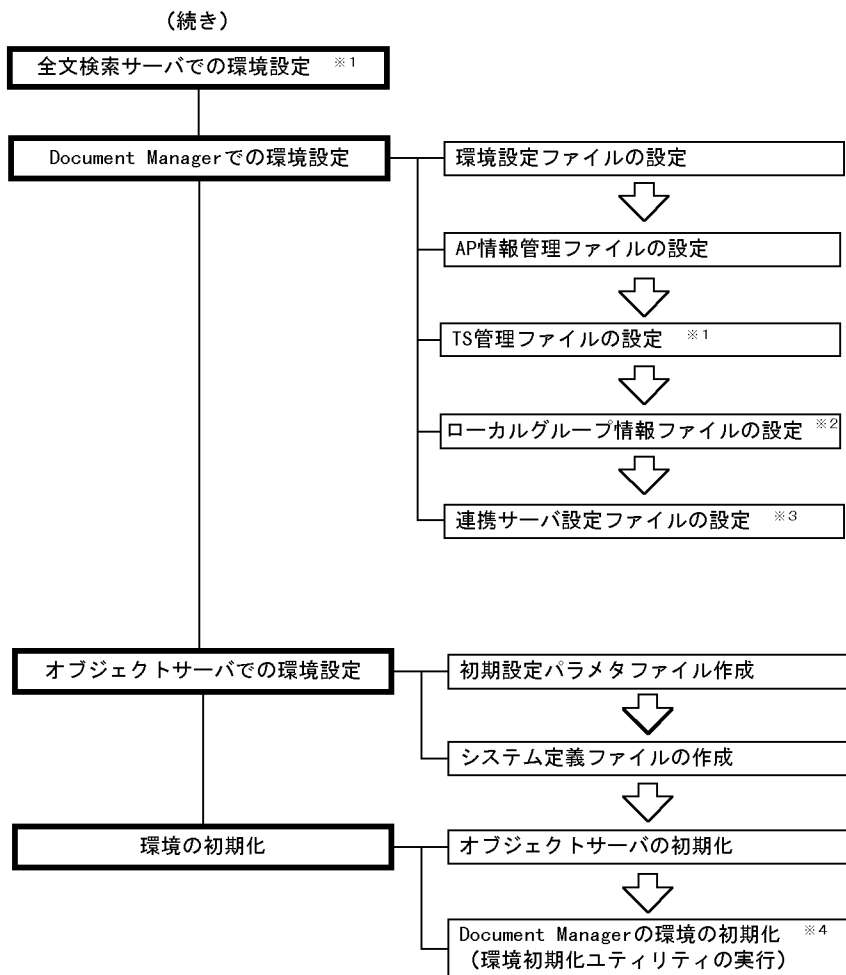 (続き)
全文検索サーバでの環境設定 ※1
Document Managerでの環境設定
環境設定ファイルの設定
AP情報管理ファイルの設定
TS管理ファイルの設定 ※1
ローカルグループ情報ファイルの設定 ※2
連携サーバ設定ファイルの設定 ※3
オブジェクトサーバでの環境設定
初期設定パラメタファイル作成
システム定義ファイルの作成
環境の初期化
オブジェクトサーバの初期化
Document Managerの環境の初期化 ※4
(環境初期化ユティリティの実行)